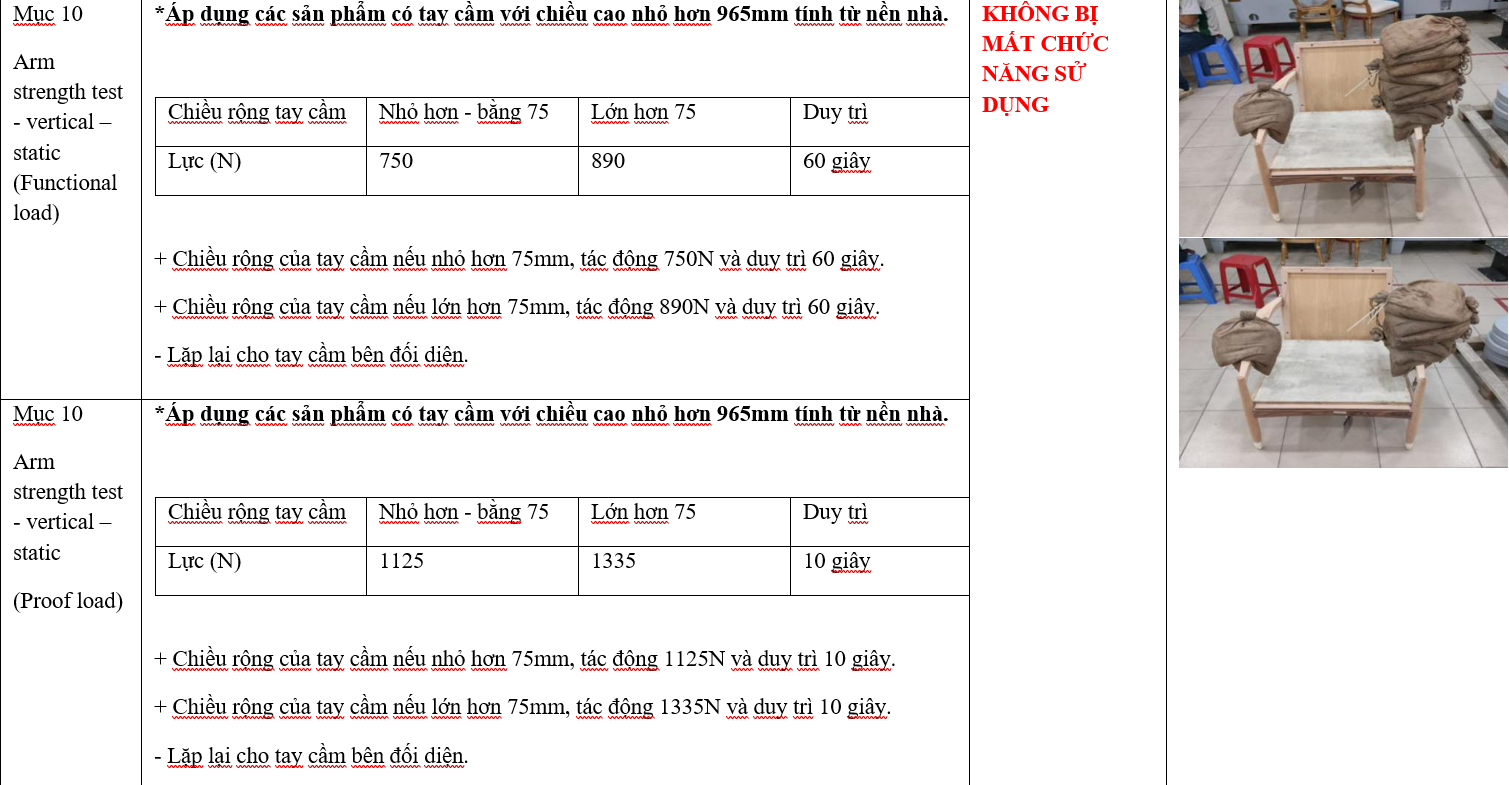 Mục 10
Arm
strength test
- vertical –
static
(Functional
load)
*Áp dụng các sản phẩm có tay cầm với chiều cao nhỏ hơn 965mm tính từ nền nhà.
Chiều rộng tay cầm Nhỏ hơn - bằng 75 Lớn hơn 75 Duy trì
Lực (N) 750 890 60 giây
+ Chiều rộng của tay cầm nếu nhỏ hơn 75mm, tác động 750N và duy trì 60 giây.
+ Chiều rộng của tay cầm nếu lớn hơn 75mm, tác động 890N và duy trì 60 giây.
- Lặp lại cho tay cầm bên đối diện.
KHÔNG BỊ
MẤT CHỨC
NĂNG SỬ
DỤNG
Mục 10
Arm
strength test
- vertical –
static
(Proof load)
*Áp dụng các sản phẩm có tay cầm với chiều cao nhỏ hơn 965mm tính từ nền nhà.
Chiều rộng tay cầm Nhỏ hơn - bằng 75 Lớn hơn 75 Duy trì
Lực (N) 1125 1335 10 giây
+ Chiều rộng của tay cầm nếu nhỏ hơn 75mm, tác động 1125N và duy trì 10 giây.
+ Chiều rộng của tay cầm nếu lớn hơn 75mm, tác động 1335N và duy trì 10 giây.
- Lặp lại cho tay cầm bên đối diện.